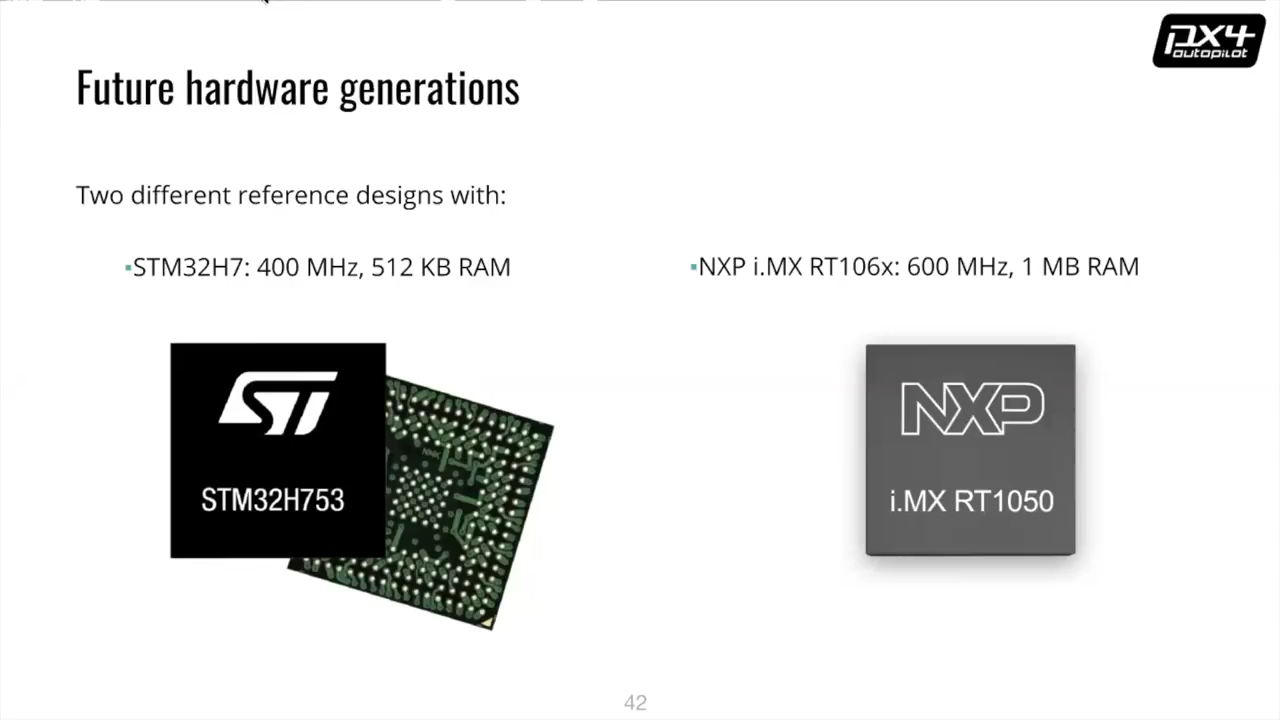 px4
autopilot
Future hardware generations
Two different reference designs with:
▪STM32H7: 400 MHz, 512 KB RAM
▪NXP i.MX RT106x: 600 MHz, 1 MB RAM
ST
STM32H753
NXP
i.MX RT1050
42